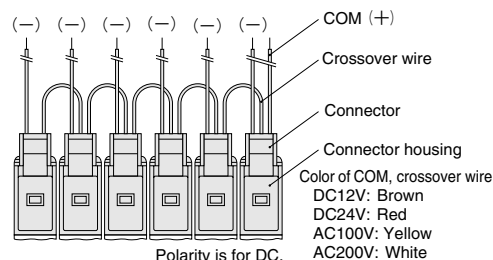 (−) (−) (−) (−) (−) (−)
COM (+)
Crossover wire
Connector
Connector housing
Color of COM, crossover wire
DC12V: Brown
DC24V: Red
AC100V: Yellow
AC200V: White
Polarity is for DC.